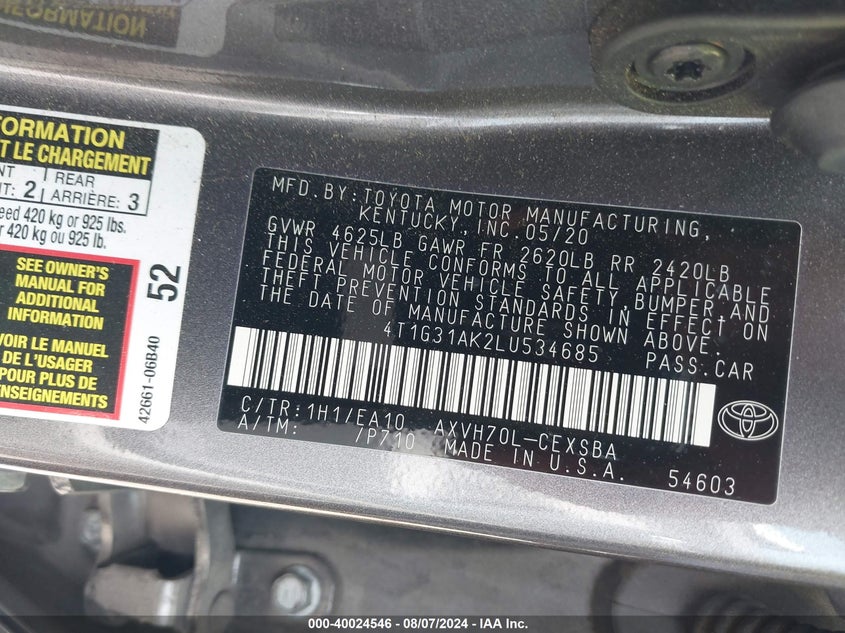 INFORMATION
FORMATION
T LE CHARGEMENT
NT REAR
NT: 2 ARRIÈRE: 3
eed 420 kg or 925 lbs.
r 420 kg ou 925 lb.
SEE OWNER'S
MANUAL FOR
ADDITIONAL
INFORMATION
VOIR LE MANUEL
DE L'USAGER
POUR PLUS DE
RENSEIGNEMENTS
52
42661-06B40
MFD.BY:TOYOTA MOTOR MANUFACTURING,
KENTUCKY,INC 05/20
GVWR 4625LB GAWR FR 2620LB RR 2420LB
THIS VEHICLE CONFORMS TO ALL APPLICABLE
FEDERAL MOTOR VEHICLE SAFETY,BUMPER,AND
THEFT PREVENTION STANDARDS IN EFFECT ON
THE DATE OF MANUFACTURE SHOWN ABOVE.
4T1G31AK2LU534685 PASS.CAR
C/TR:1H1/EA10 AXVH70L-CEXSBA
A/TM: /P710 MADE IN U.S.A.
54603
000-40024546 - 08/07/2024 - IAAI Inc.